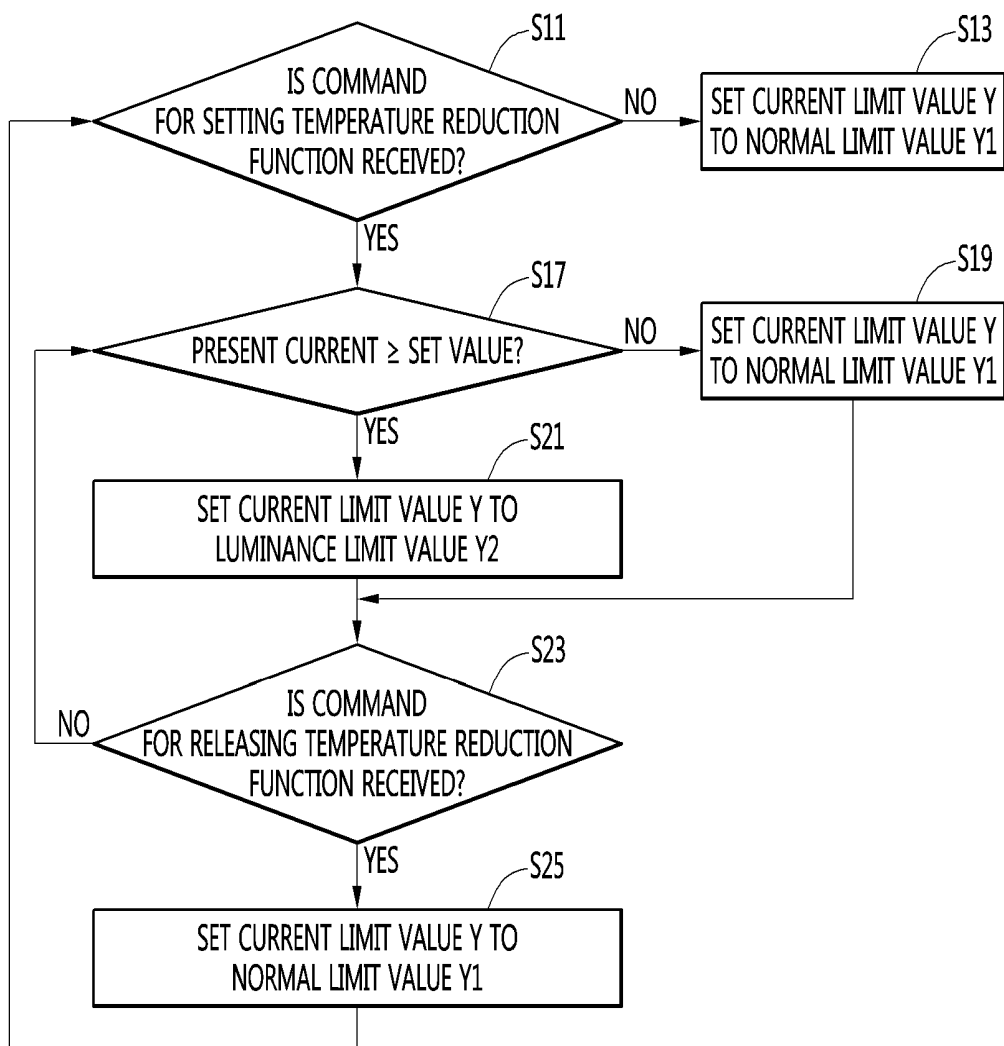 S11
IS COMMAND
FOR SETTING TEMPERATURE REDUCTION
FUNCTION RECEIVED?
NO
S13
SET CURRENT LIMIT VALUE Y
TO NORMAL LIMIT VALUE Y1
YES
S17
PRESENT CURRENT ≥ SET VALUE?
NO
S19
SET CURRENT LIMIT VALUE Y
TO NORMAL LIMIT VALUE Y1
YES
S21
SET CURRENT LIMIT VALUE Y TO
LUMINANCE LIMIT VALUE Y2
S23
IS COMMAND
FOR RELEASING TEMPERATURE REDUCTION
FUNCTION RECEIVED?
NO
YES
S25
SET CURRENT LIMIT VALUE Y TO
NORMAL LIMIT VALUE Y1